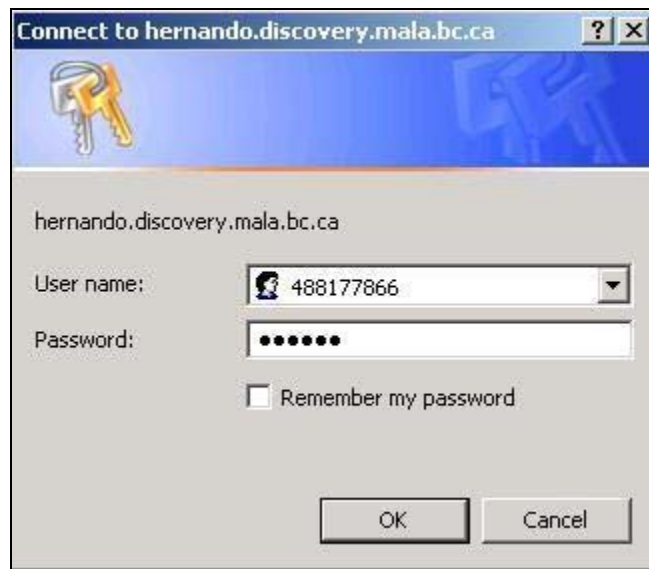 Connect to hernando.discovery.mala.bc.ca ? ×
hernando.discovery.mala.bc.ca
User name: 488177866
Password: ●●●●●●
Remember my password
OK Cancel